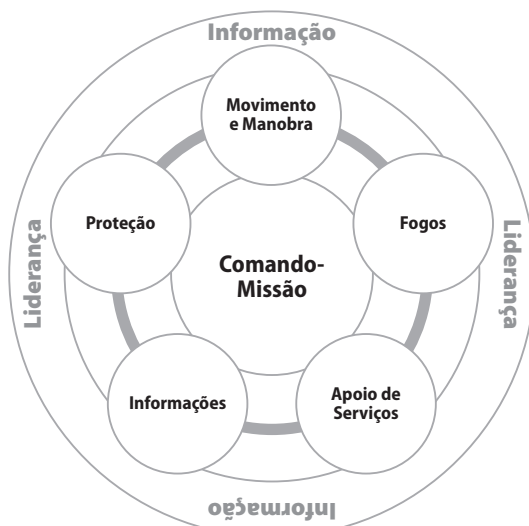 Informação
Movimento
e Manobra
Proteção
Fogos
Liderança
Liderança
Comando-
Missão
Informações
Apoio de
Serviços
Informação